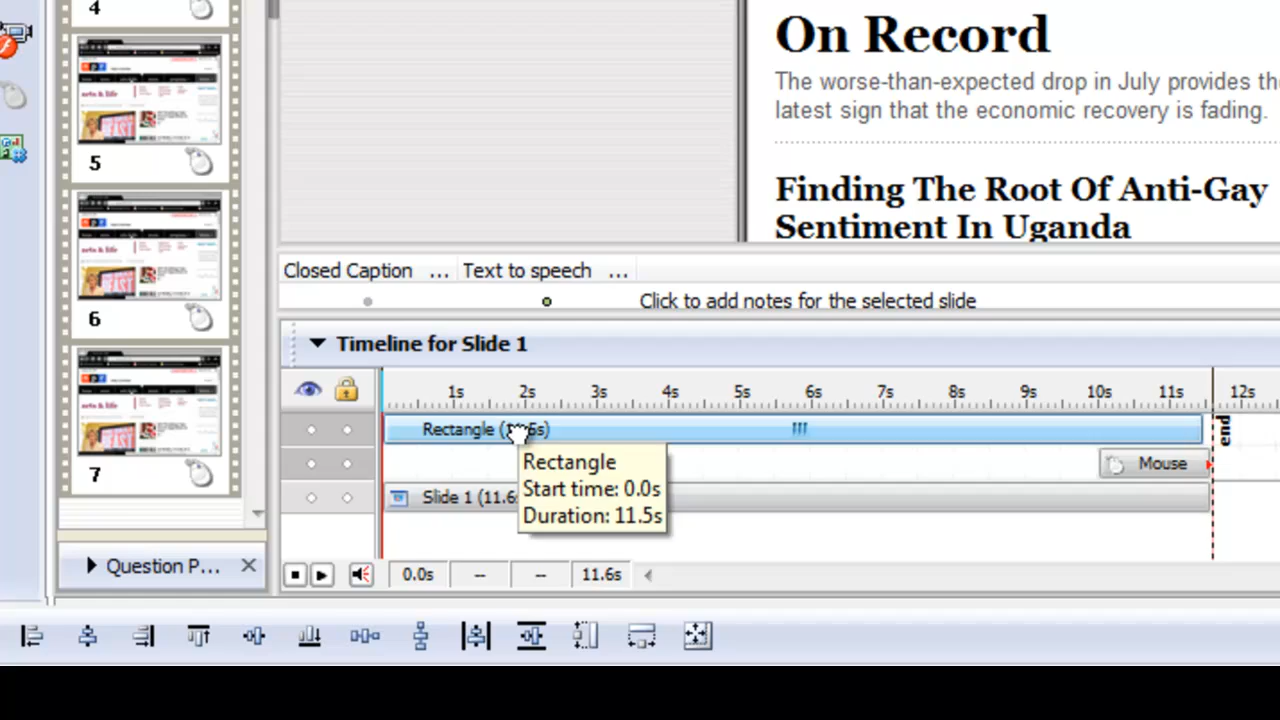 4
5
6
7
On Record
The worse-than-expected drop in July provides the
latest sign that the economic recovery is fading.
Finding The Root Of Anti-Gay
Sentiment In Uganda
Closed Caption ... Text to speech ...
Click to add notes for the selected slide
Timeline for Slide 1
1s 2s 3s 4s 5s 6s 7s 8s 9s 10s 11s 12s
Rectangle
end
Rectangle
Start time: 0.0s
Duration: 11.5s
Mouse
Slide 1 (11.6
Question P...
0.0s -- -- 11.6s